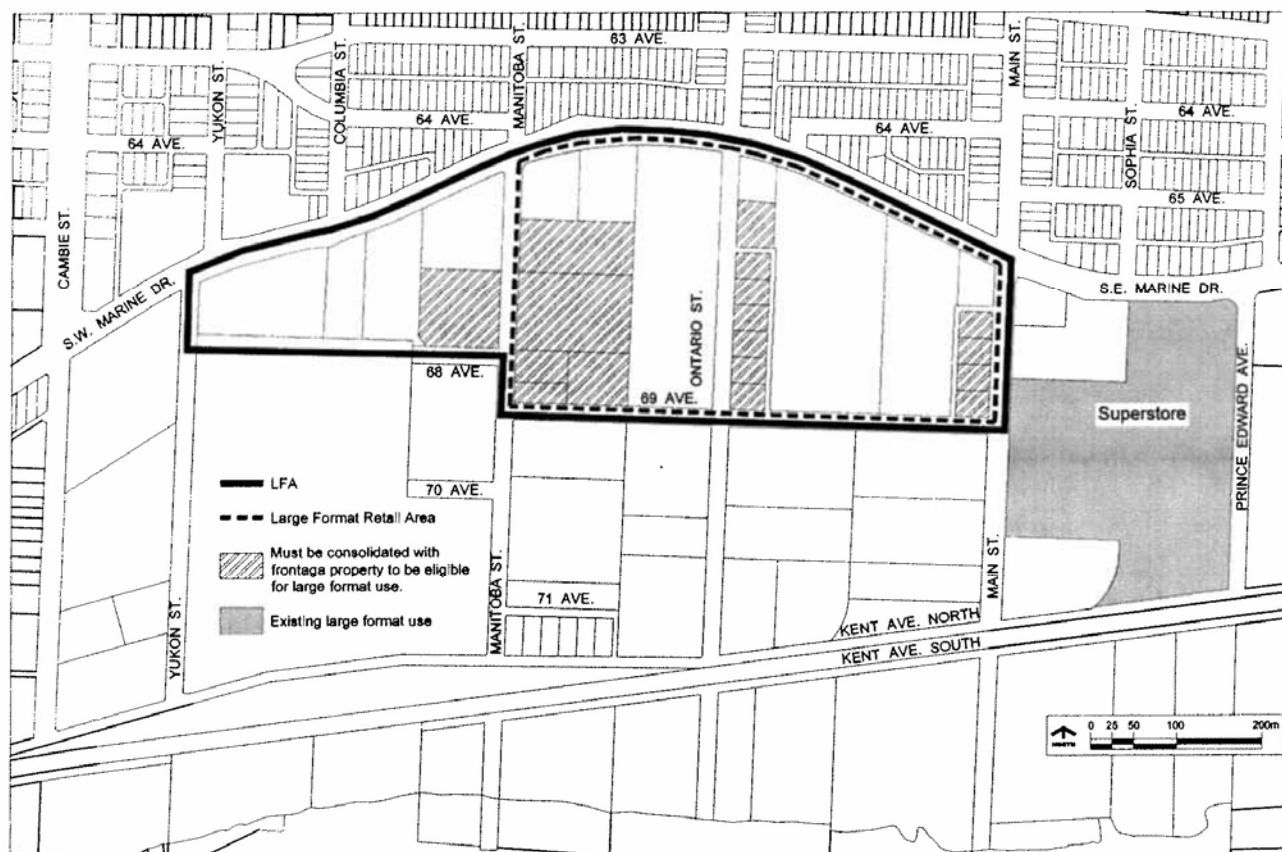 63 AVE.
MAIN ST.
YUKON ST.
COLUMBIA ST.
MANITOBA ST.
64 AVE.
64 AVE.
64 AVE.
64 AVE.
SOPHIA ST.
65 AVE.
CAMBIE ST.
S.W. MARINE DR.
S.E. MARINE DR.
ONTARIO ST.
68 AVE.
69 AVE.
Superstore
PRINCE EDWARD AVE.
LFA
70 AVE.
Large Format Retail Area
Must be consolidated with
frontaga property to be eligible
for large format use.
MANITOBA ST.
71 AVE.
MAIN ST.
Existing large format use
YUKON ST.
KENT AVE. NORTH
KENT AVE. SOUTH
0 25 50 100 200m
NORTH